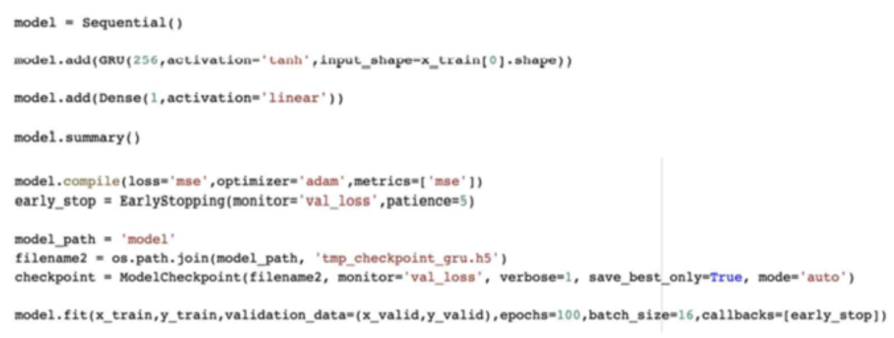 model = Sequential()
model.add(GRU(256,activation='tanh',input_shape=x_train[0].shape))
model.add(Dense(1,activation='linear'))
model.summary()
model.compile(loss='mse',optimizer='adam',metrics=['mse'])
early_stop = EarlyStopping(monitor='val_loss',patience=5)
model_path = 'model'
filename2 = os.path.join(model_path, 'tmp_checkpoint_gru.h5')
checkpoint = ModelCheckpoint(filename2, monitor='val_loss', verbose=1, save_best_only=True, mode='auto')
model.fit(x_train,y_train,validation_data=(x_valid,y_valid),epochs=100,batch_size=16,callbacks=[early_stop])